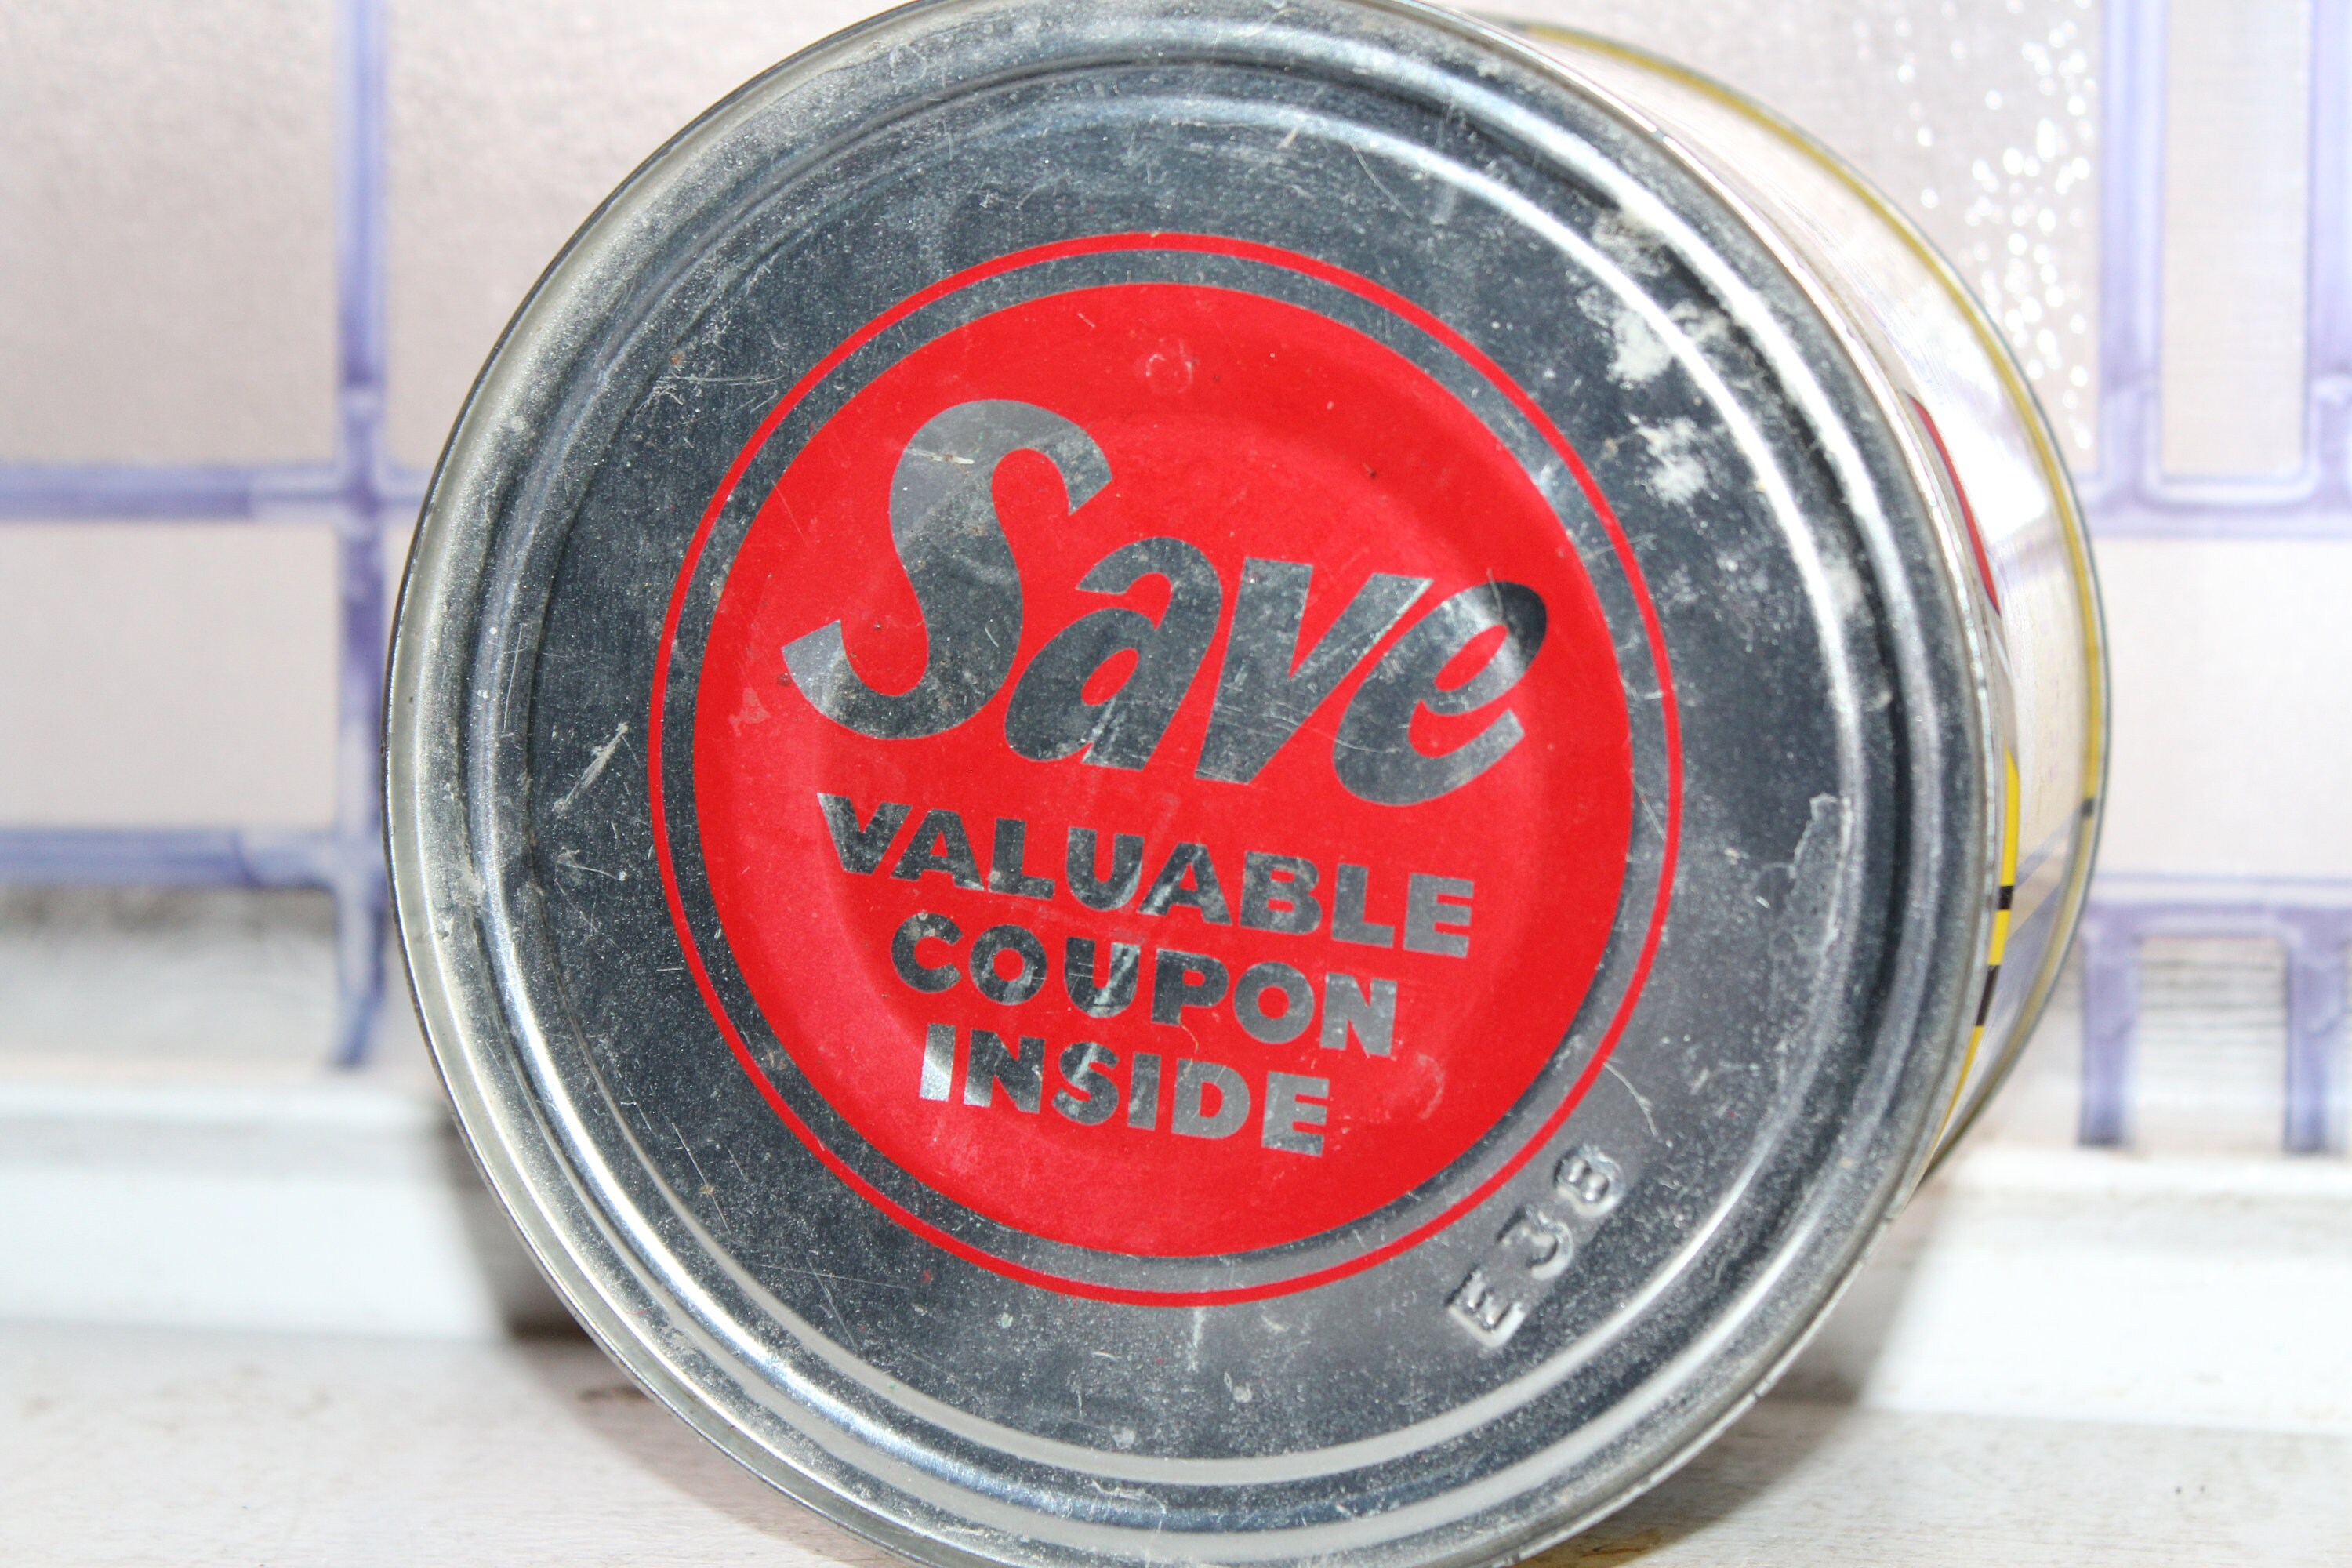 Save
VALUABLE
COUPON
INSIDE
E38